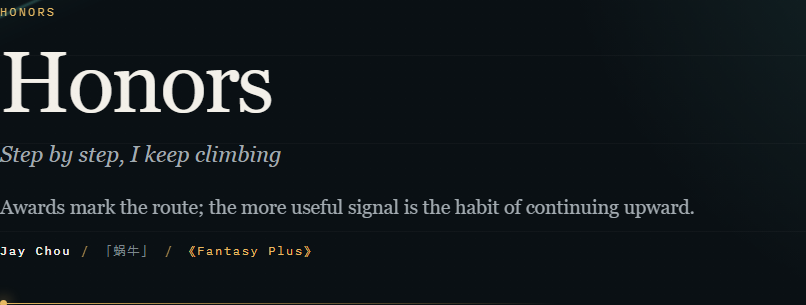 HONORS
Honors
Step by step, I keep climbing
Awards mark the route; the more useful signal is the habit of continuing upward.
Jay Chou / 「蜗牛」 / 《Fantasy Plus》